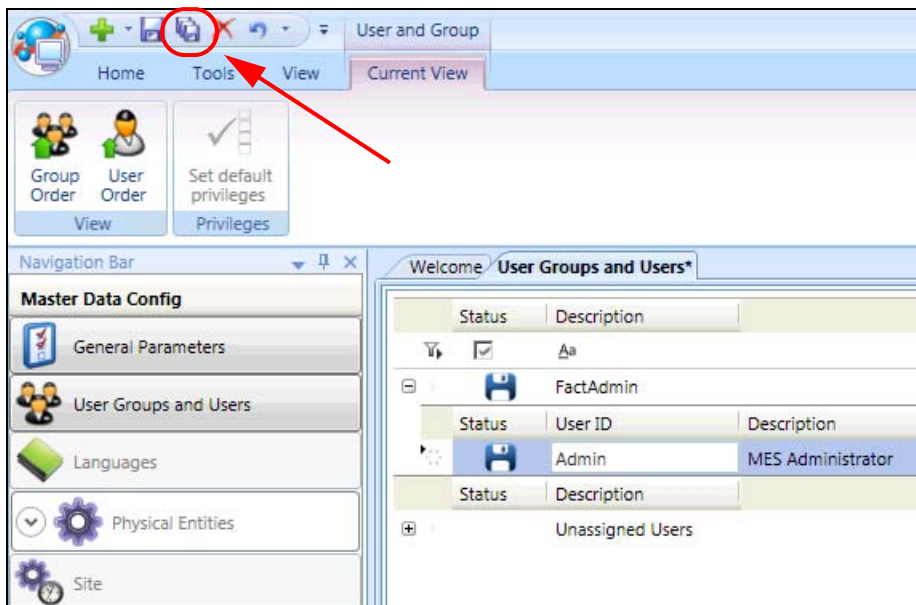 User and Group
Home Tools View Current View
Group Order
User Order
Set default privileges
View Privileges
Navigation Bar
Master Data Config
General Parameters
User Groups and Users
Languages
Physical Entities
Site
Welcome User Groups and Users*
Status Description
Aa
FactAdmin
Status User ID Description
Admin MES Administrator
Status Description
Unassigned Users